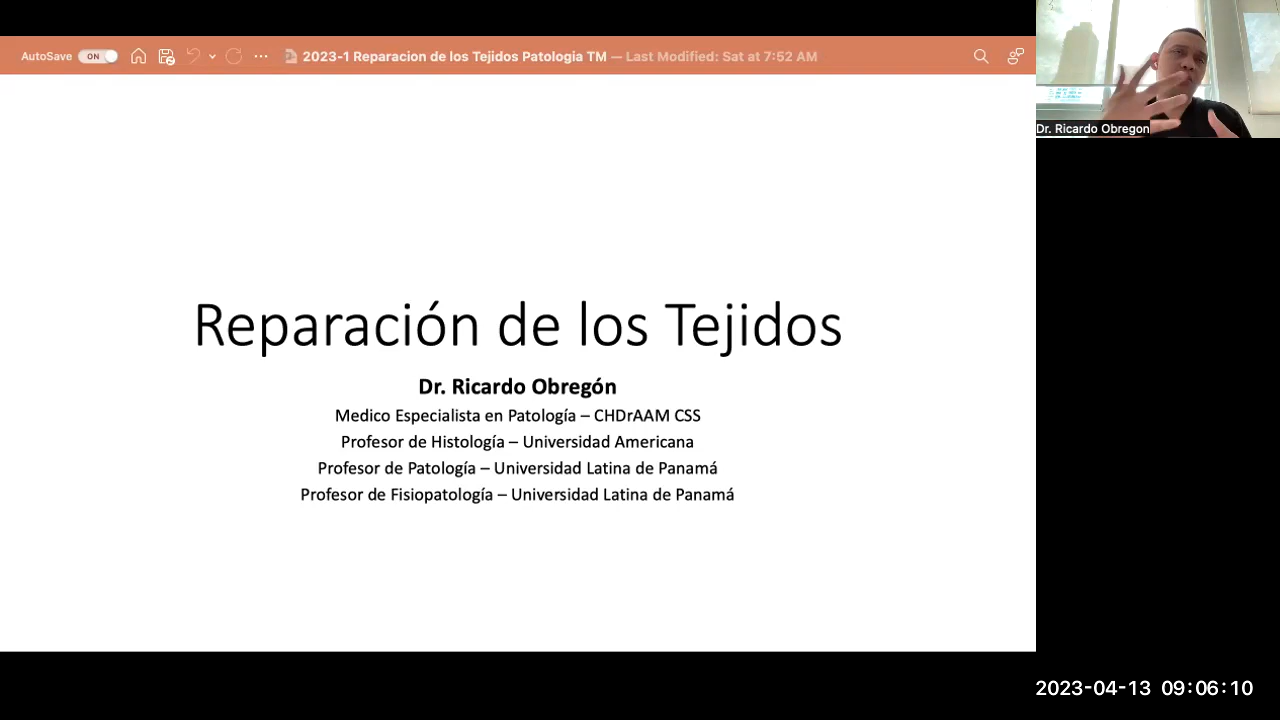 AutoSave ON 2023-1 Reparacion de los Tejidos Patologia TM — Last Modified: Sat at 7:52 AM
Dr. Ricardo Obregon
Reparación de los Tejidos
Dr. Ricardo Obregón
Medico Especialista en Patología – CHDrAAM CSS
Profesor de Histología – Universidad Americana
Profesor de Patología – Universidad Latina de Panamá
Profesor de Fisiopatología – Universidad Latina de Panamá
2023-04-13 09:06:10